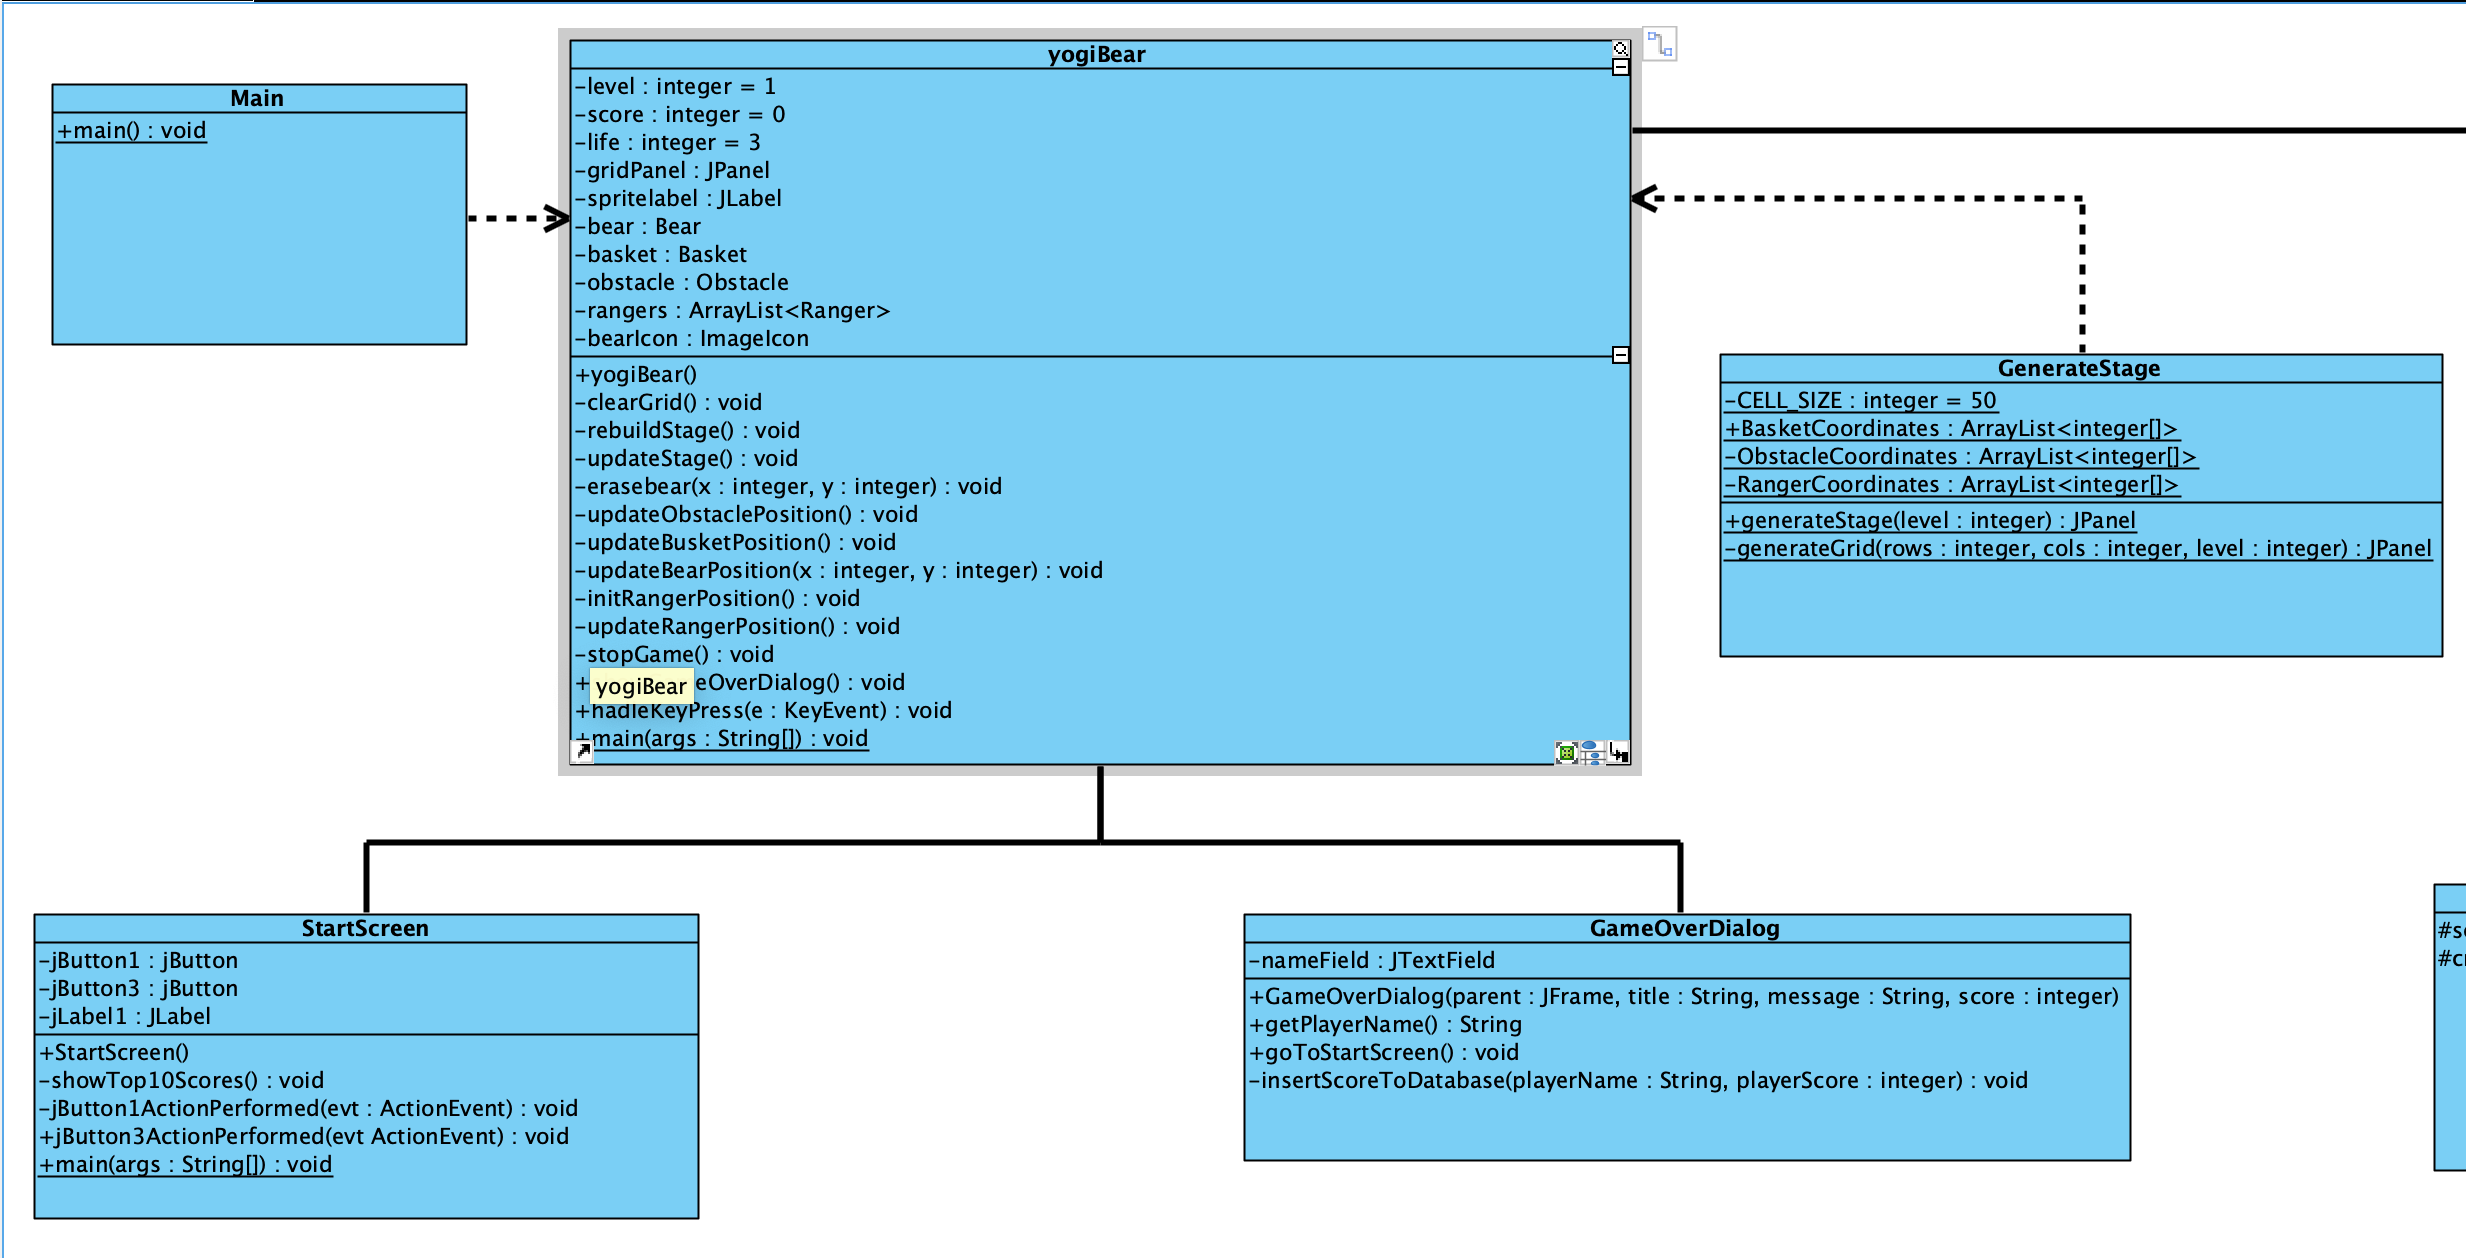 Main
+main() : void
yogiBear
-level : integer = 1
-score : integer = 0
-life : integer = 3
-gridPanel : JPanel
-spritelabel : JLabel
-bear : Bear
-basket : Basket
-obstacle : Obstacle
-rangers : ArrayList<Ranger>
-bearIcon : ImageIcon
+yogiBear()
-clearGrid() : void
-rebuildStage() : void
-updateStage() : void
-erasebear(x : integer, y : integer) : void
-updateObstaclePosition() : void
-updateBusketPosition() : void
-updateBearPosition(x : integer, y : integer) : void
-initRangerPosition() : void
-updateRangerPosition() : void
-stopGame() : void
+ eOverDialog() : void
yogiBear
+hadleKeyPress(e : KeyEvent) : void
+main(args : String[]) : void
GenerateStage
-CELL_SIZE : integer = 50
+BasketCoordinates : ArrayList<integer[]>
-ObstacleCoordinates : ArrayList<integer[]>
-RangerCoordinates : ArrayList<integer[]>
+generateStage(level : integer) : JPanel
-generateGrid(rows : integer, cols : integer, level : integer) : JPanel
StartScreen
-jButton1 : jButton
-jButton3 : jButton
-jLabel1 : JLabel
+StartScreen()
-showTop10Scores() : void
-jButton1ActionPerformed(evt : ActionEvent) : void
+jButton3ActionPerformed(evt ActionEvent) : void
+main(args : String[]) : void
GameOverDialog
-nameField : JTextField
+GameOverDialog(parent : JFrame, title : String, message : String, score : integer)
+getPlayerName() : String
+goToStartScreen() : void
-insertScoreToDatabase(playerName : String, playerScore : integer) : void